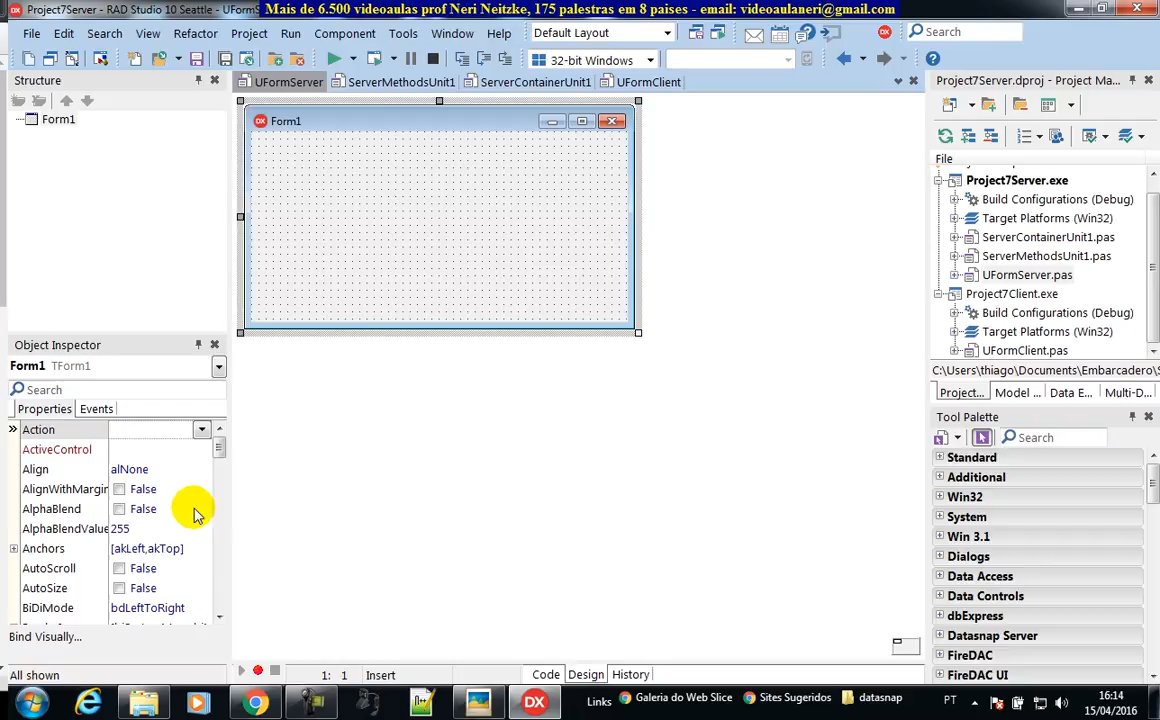 Project7Server - RAD Studio 10 Seattle - UForm
Mais de 6.500 videoaulas prof Neri Neitzke, 175 palestras em 8 paises - email: videoaulaneri@gmail.com
File Edit Search View Refactor Project Run Component Tools Window Help
Default Layout
Search
32-bit Windows
Structure
UFormServer ServerMethodsUnit1 ServerContainerUnit1 UFormClient
Project7Server.dproj - Project Ma...
Form1
Form1
File
Project7Server.exe
Build Configurations (Debug)
Target Platforms (Win32)
ServerContainerUnit1.pas
ServerMethodsUnit1.pas
UFormServer.pas
Project7Client.exe
Build Configurations (Debug)
Target Platforms (Win32)
UFormClient.pas
C:\Users\thiago\Documents\Embarcadero\S
Project... Model ... Data E... Multi-D...
Object Inspector
Form1 TForm1
Search
Properties Events
Action
ActiveControl
Align alNone
AlignWithMargin False
AlphaBlend False
AlphaBlendValue 255
Anchors [akLeft,akTop]
AutoScroll False
AutoSize False
BiDiMode bdLeftToRight
Bind Visually...
All shown
Tool Palette
Search
Standard
Additional
Win32
System
Win 3.1
Dialogs
Data Access
Data Controls
dbExpress
Datasnap Server
FireDAC
FireDAC UI
1: 1 Insert Code Design History
Links Galeria do Web Slice Sites Sugeridos datasnap PT
16:14
15/04/2016